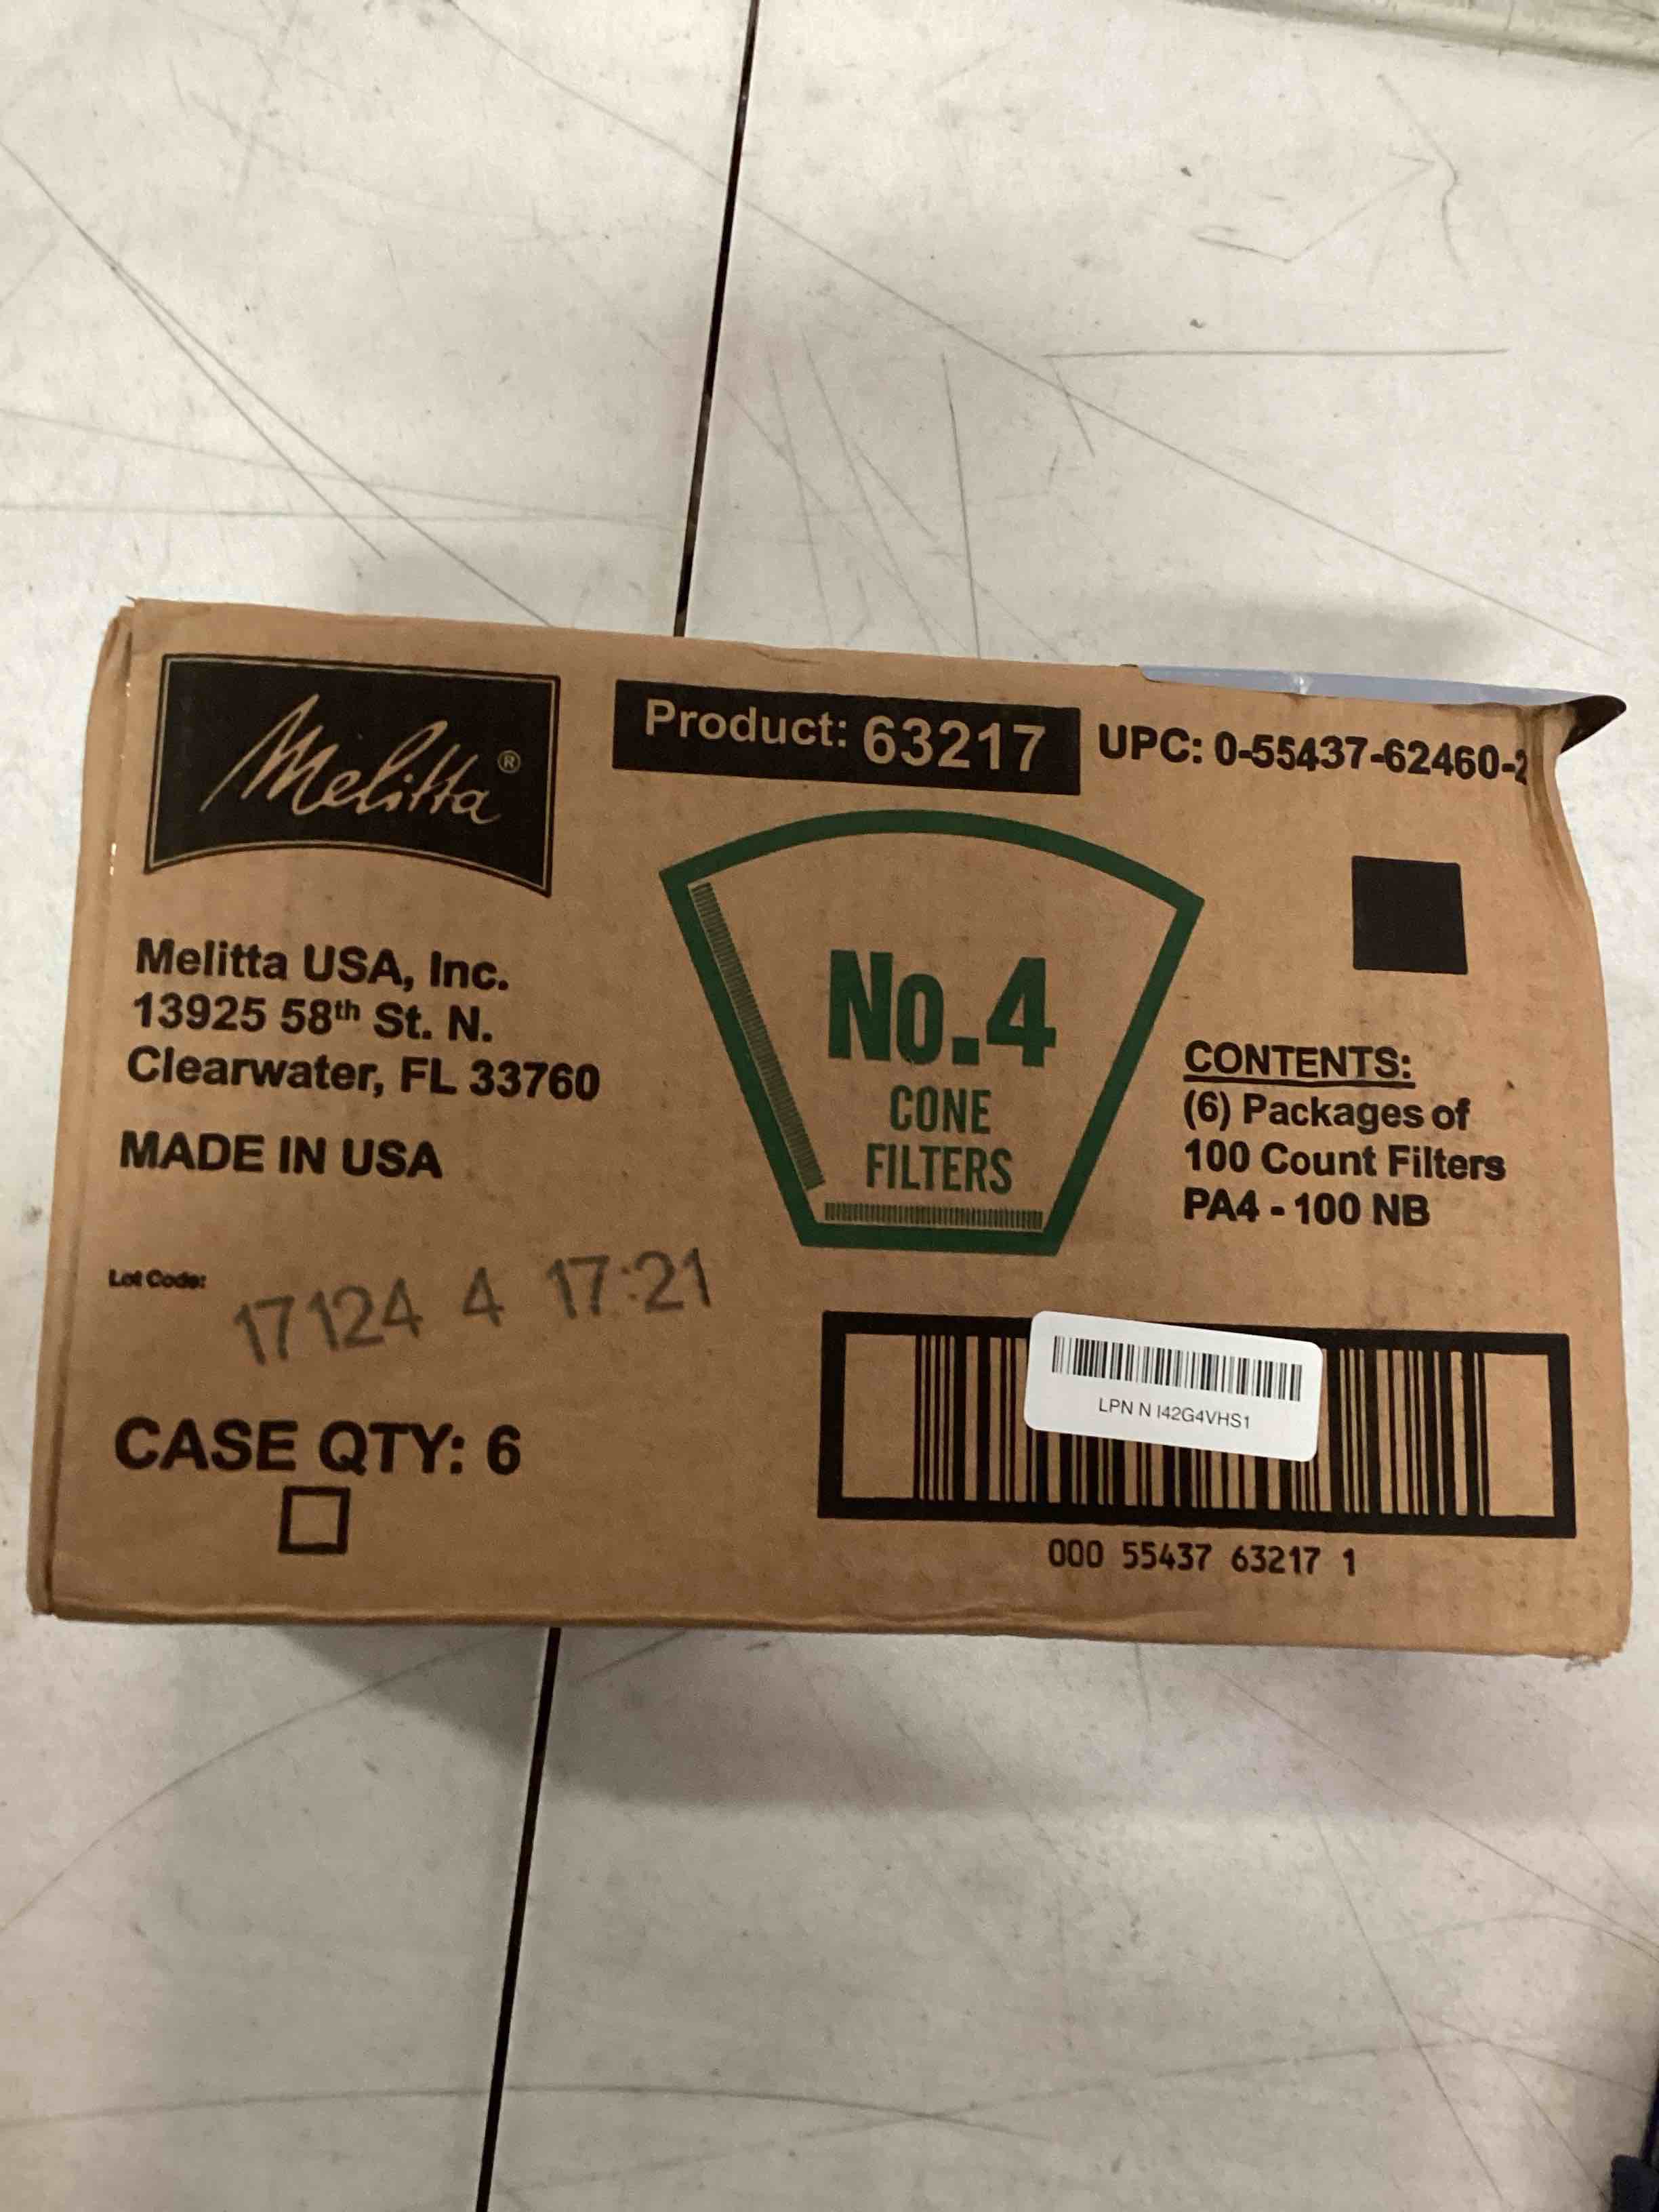 Melitta®
Product: 63217
UPC: 0-55437-62460-2
Melitta USA, Inc.
13925 58th St. N.
Clearwater, FL 33760
MADE IN USA
No.4
CONE
FILTERS
CONTENTS:
(6) Packages of
100 Count Filters
PA4 - 100 NB
Lot Code: 17124 4 17:21
CASE QTY: 6
LPN N I42G4VHS1
000 55437 63217 1